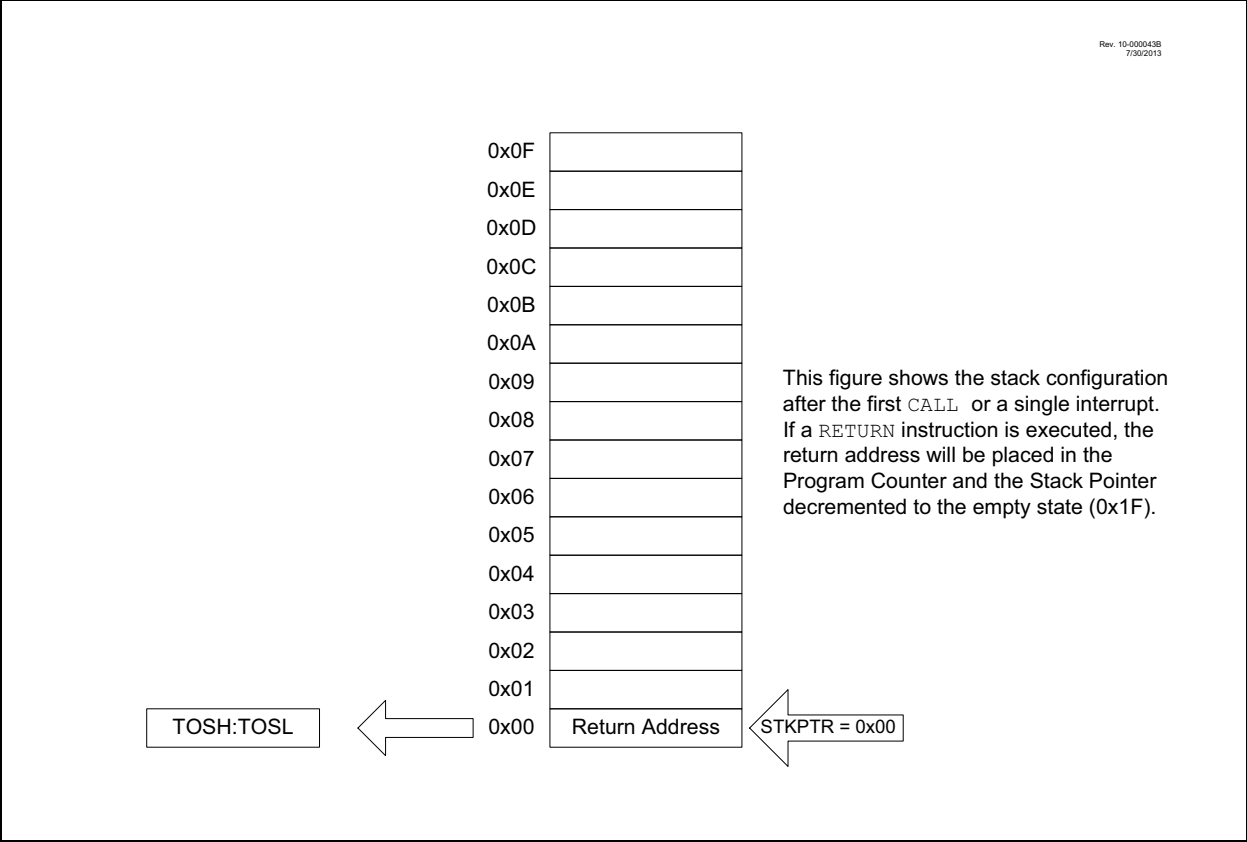 Rev. 10-000043B
7/30/2013
0x0F
0x0E
0x0D
0x0C
0x0B
0x0A
0x09
0x08
0x07
0x06
0x05
0x04
0x03
0x02
0x01
0x00
This figure shows the stack configuration
after the first CALL or a single interrupt.
If a RETURN instruction is executed, the
return address will be placed in the
Program Counter and the Stack Pointer
decremented to the empty state (0x1F).
TOSH:TOSL
Return Address
STKPTR = 0x00